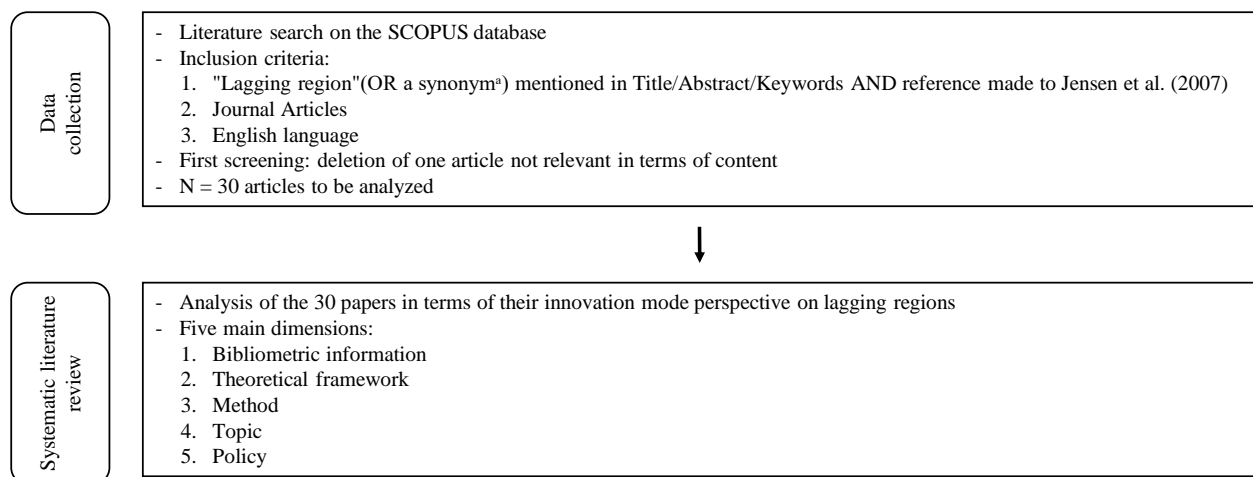 Data
collection
- Literature search on the SCOPUS database
- Inclusion criteria:
1. "Lagging region"(OR a synonymᵃ) mentioned in Title/Abstract/Keywords AND reference made to Jensen et al. (2007)
2. Journal Articles
3. English language
- First screening: deletion of one article not relevant in terms of content
- N = 30 articles to be analyzed
Systematic literature
review
- Analysis of the 30 papers in terms of their innovation mode perspective on lagging regions
- Five main dimensions:
1. Bibliometric information
2. Theoretical framework
3. Method
4. Topic
5. Policy